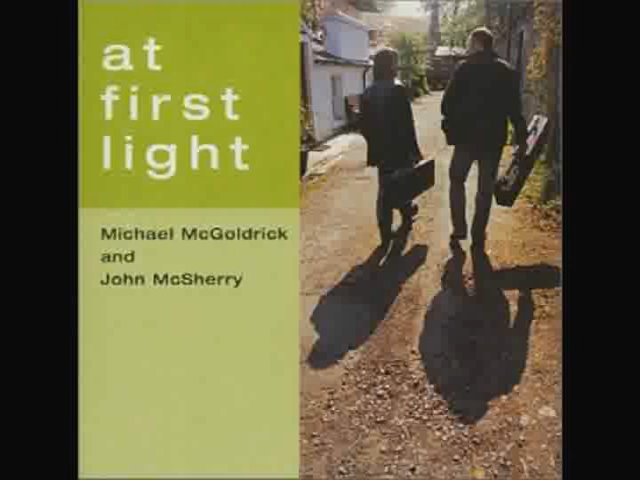 at
first
light
Michael McGoldrick
and
John McSherry